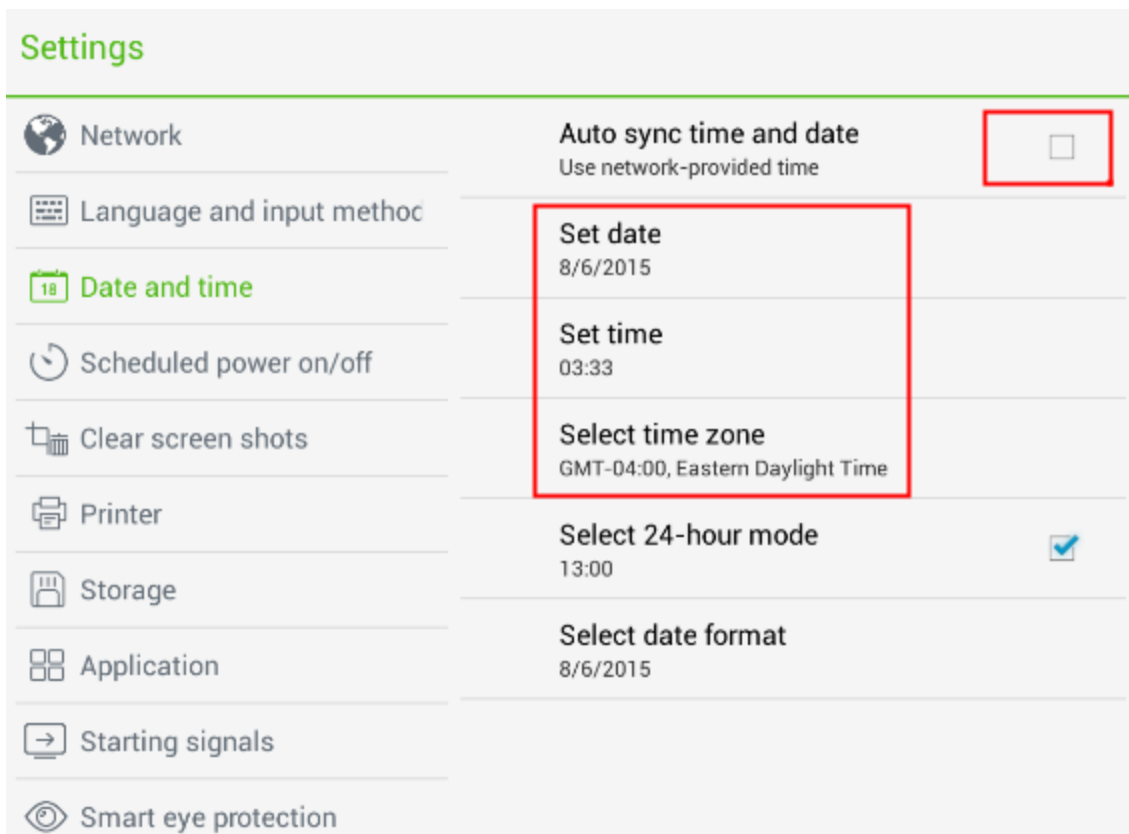 Settings
Network
Language and input method
Date and time
18
Scheduled power on/off
Clear screen shots
Printer
Storage
Application
Starting signals
Smart eye protection
Auto sync time and date
Use network-provided time
Set date
8/6/2015
Set time
03:33
Select time zone
GMT-04:00, Eastern Daylight Time
Select 24-hour mode
13:00
Select date format
8/6/2015